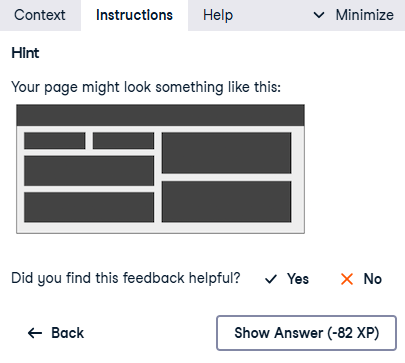 Context Instructions Help Minimize
Hint
Your page might look something like this:
Did you find this feedback helpful? Yes No
Back Show Answer (-82 XP)